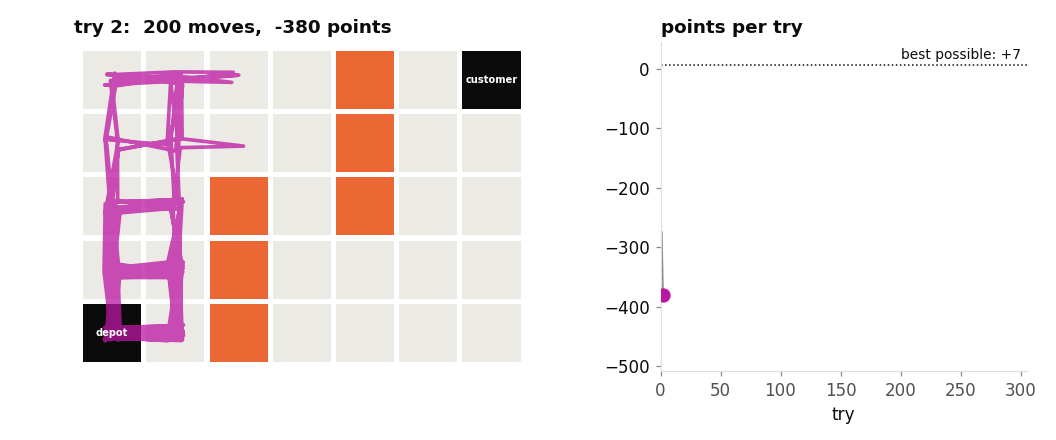 try 2:  200 moves,  -380 points
customer
depot
points per try
best possible: +7
0
−100
−200
−300
−400
−500
0 50 100 150 200 250 300
try